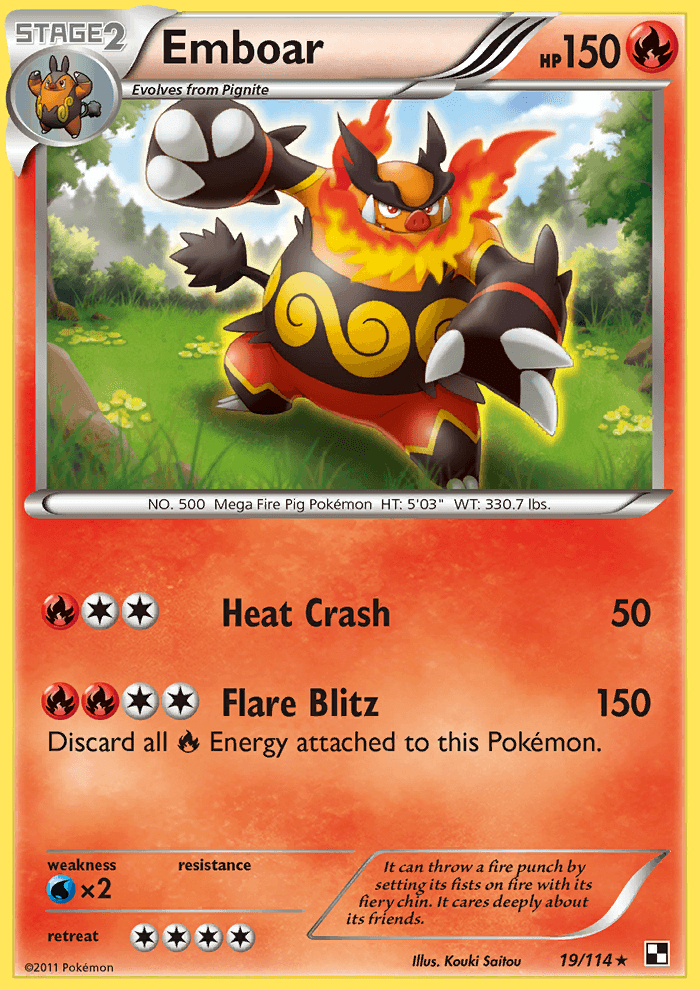 STAGE2
Emboar
HP150
Evolves from Pignite
NO. 500 Mega Fire Pig Pokémon HT: 5'03" WT: 330.7 lbs.
Heat Crash 50
Flare Blitz 150
Discard all Energy attached to this Pokémon.
weakness resistance
×2
It can throw a fire punch by
setting its fists on fire with its
fiery chin. It cares deeply about
its friends.
retreat
©2011 Pokémon
Illus. Kouki Saitou 19/114 ★